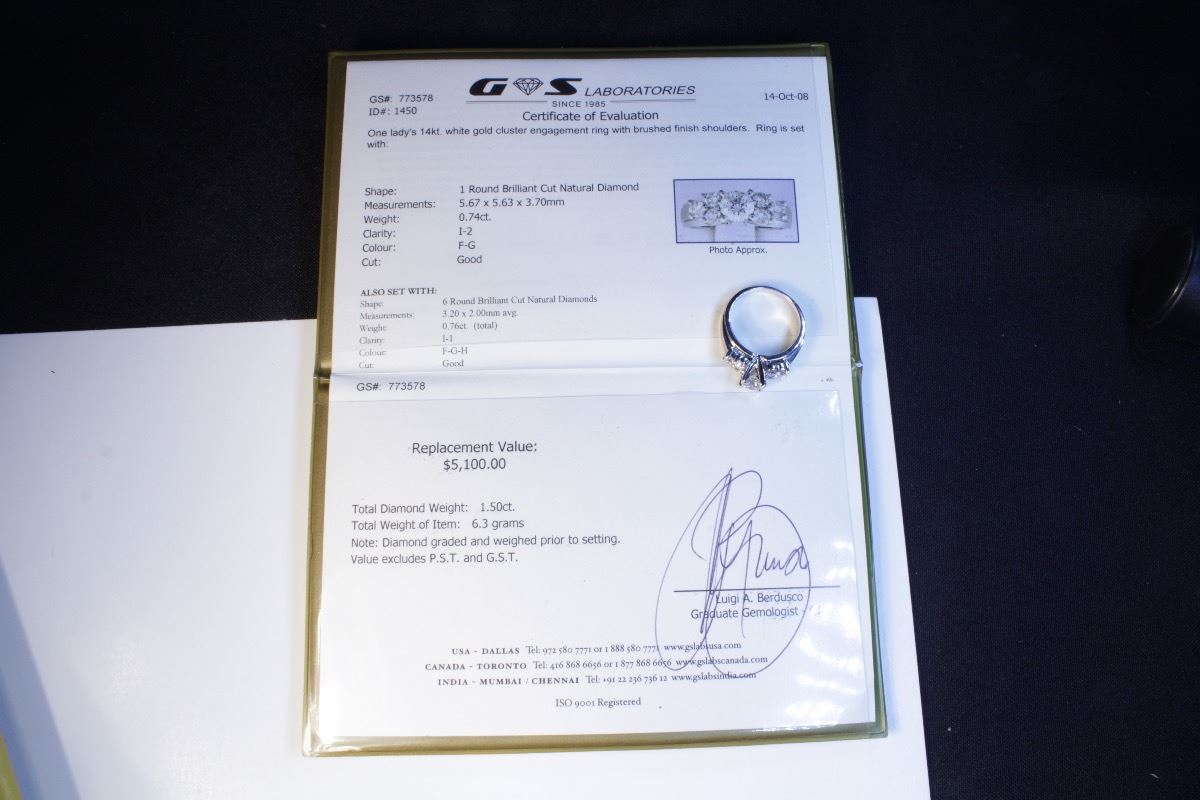 GS#: 773578
ID#: 1450
G S LABORATORIES
SINCE 1985
Certificate of Evaluation
14-Oct-08
One lady's 14kt. white gold cluster engagement ring with brushed finish shoulders. Ring is set
with:
Shape: 1 Round Brilliant Cut Natural Diamond
Measurements: 5.67 x 5.63 x 3.70mm
Weight: 0.74ct.
Clarity: I-2
Colour: F-G
Cut: Good
Photo Approx.
ALSO SET WITH:
Shape: 6 Round Brilliant Cut Natural Diamonds
Measurements: 3.20 x 2.00mm avg.
Weight: 0.76ct. (total)
Clarity: I-1
Colour: F-G-H
Cut: Good
GS#: 773578
Replacement Value:
$5,100.00
Total Diamond Weight: 1.50ct.
Total Weight of Item: 6.3 grams
Note: Diamond graded and weighed prior to setting.
Value excludes P.S.T. and G.S.T.
Luigi A. Berdusco
Graduate Gemologist -
USA - DALLAS Tel: 972 580 7771 or 1 888 580 7771 www.gslabsusa.com
CANADA - TORONTO Tel: 416 868 6656 or 1 877 868 6656 www.gslabscanada.com
INDIA - MUMBAI / CHENNAI Tel: +91 22 236 736 12 www.gslabsindia.com
ISO 9001 Registered